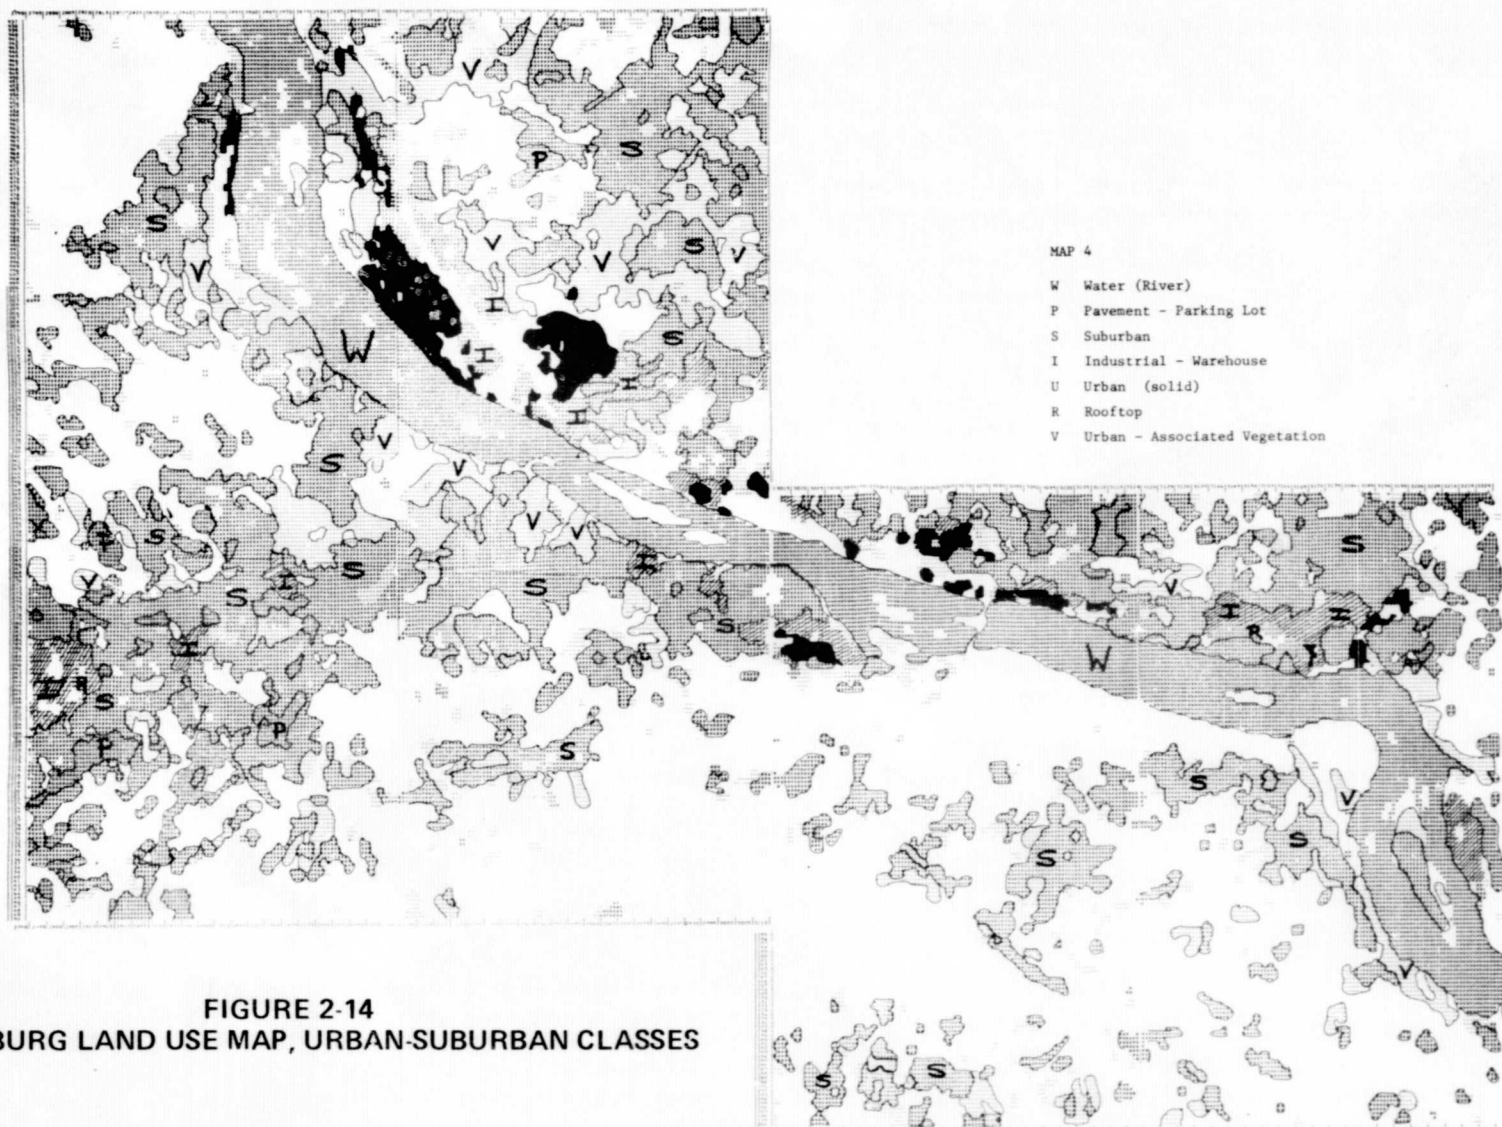 V
P
S
S
V
V
S
V
V
I
MAP 4
W Water (River)
P Pavement - Parking Lot
S Suburban
I Industrial - Warehouse
U Urban (solid)
R Rooftop
V Urban - Associated Vegetation
W
I
S
I
I
V
S
V
V
V
S
I
S
V
S
I
S
S
V
V
I
I
R
S
I
W
S
P
P
S
S
V
S
S
V
S
S
FIGURE 2-14
BURG LAND USE MAP, URBAN-SUBURBAN CLASSES